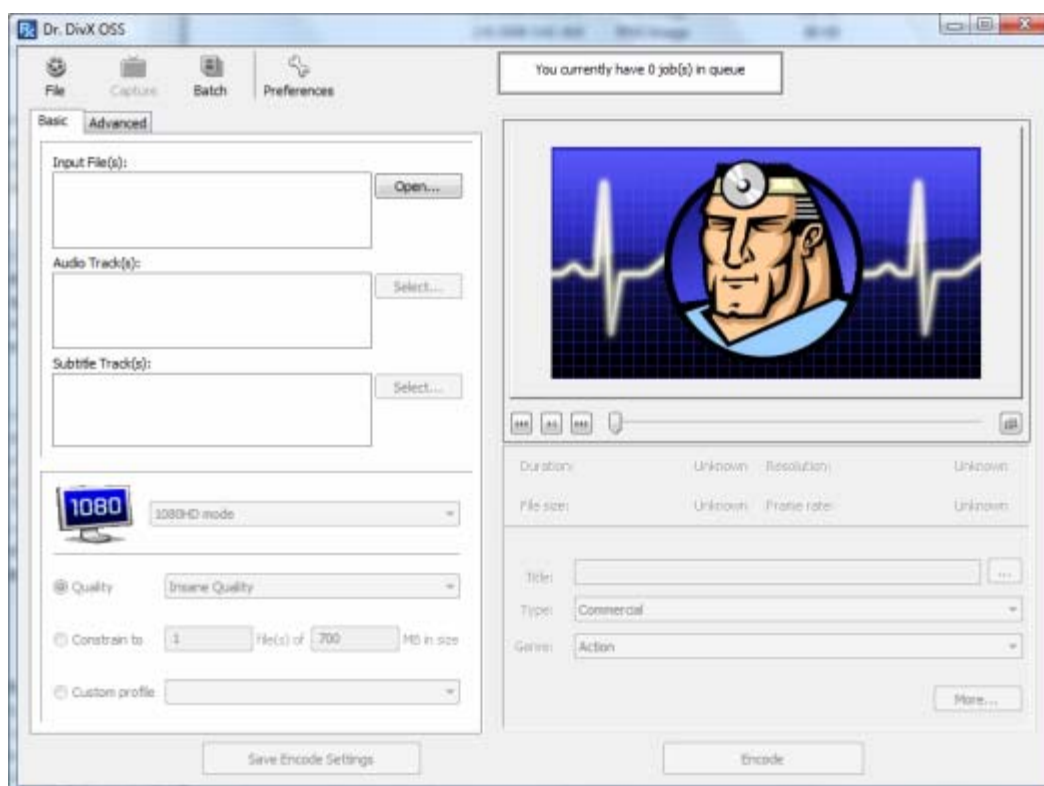 Dr. DivX OSS
File
Capture
Batch
Preferences
You currently have 0 job(s) in queue
Basic
Advanced
Input File(s):
Open...
Audio Track(s):
Select...
Subtitle Track(s):
Select...
1080
1080HD mode
Quality
Insane Quality
Constrain to
1
file(s) of
700
MB in size
Custom profile
Save Encode Settings
Duration:
Unknown
Resolution:
Unknown
File size:
Unknown
Frame rate:
Unknown
Title:
...
Type:
Commercial
Genre:
Action
More...
Encode